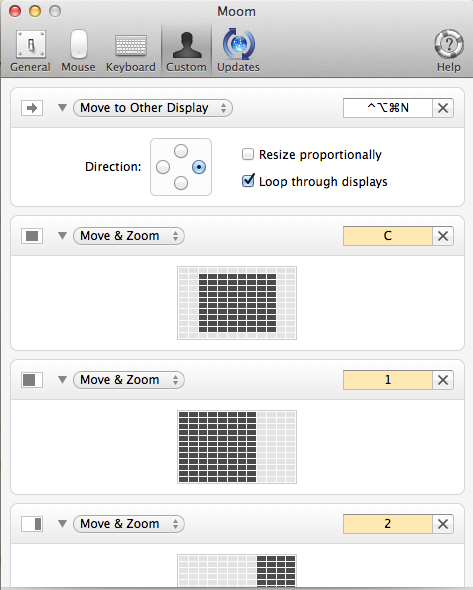 Moom
General Mouse Keyboard Custom Updates Help
Move to Other Display ^⌥⌘N
Direction:
Resize proportionally
Loop through displays
Move & Zoom C
Move & Zoom 1
Move & Zoom 2